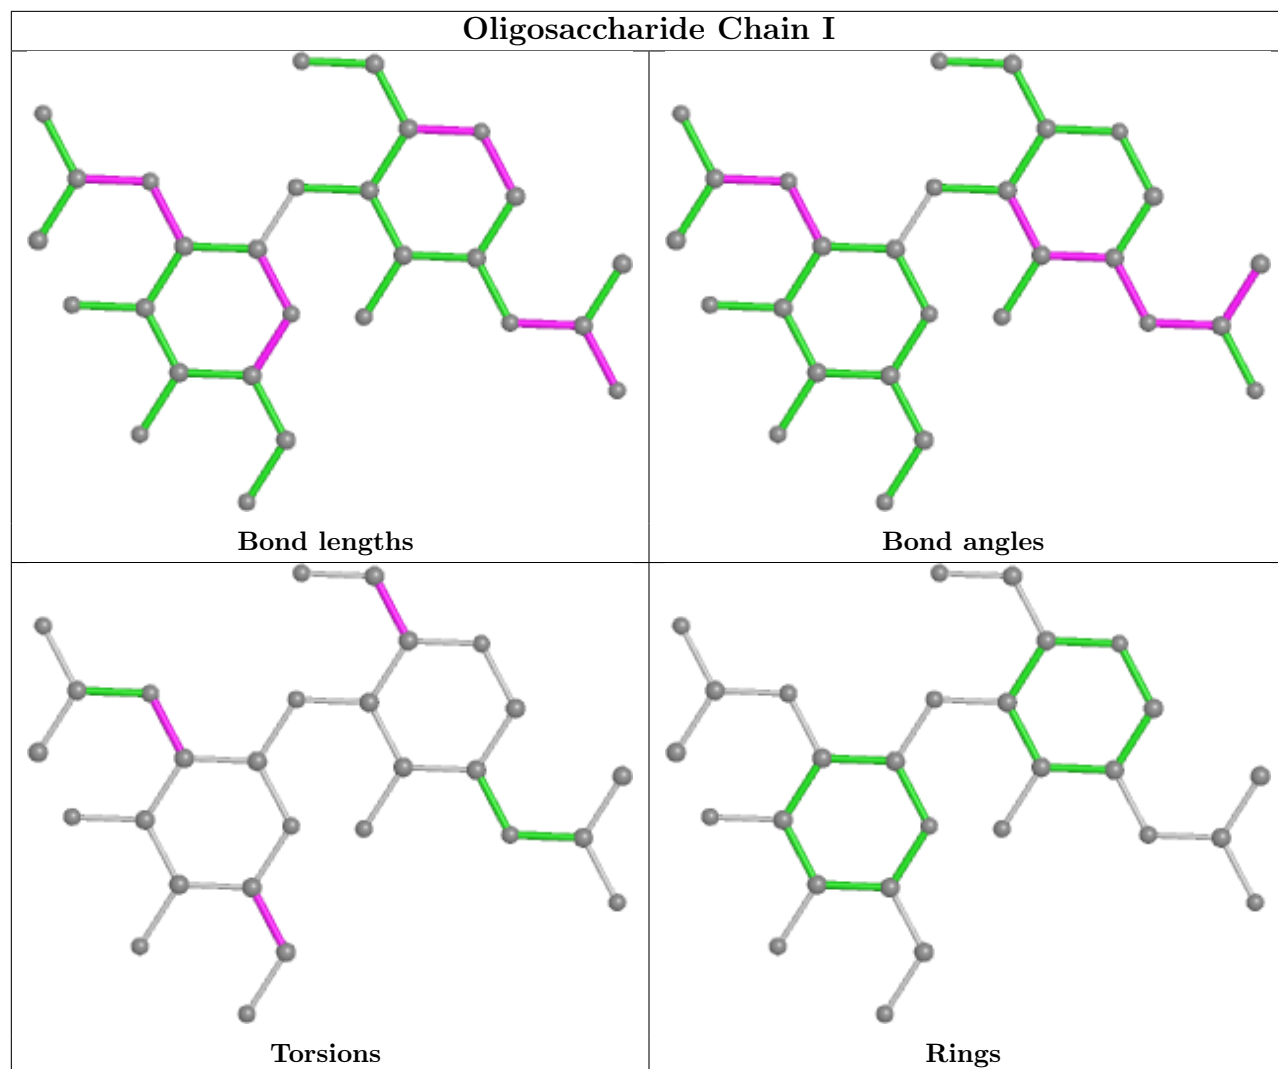 Oligosaccharide Chain I
Bond lengths
Bond angles
Torsions
Rings